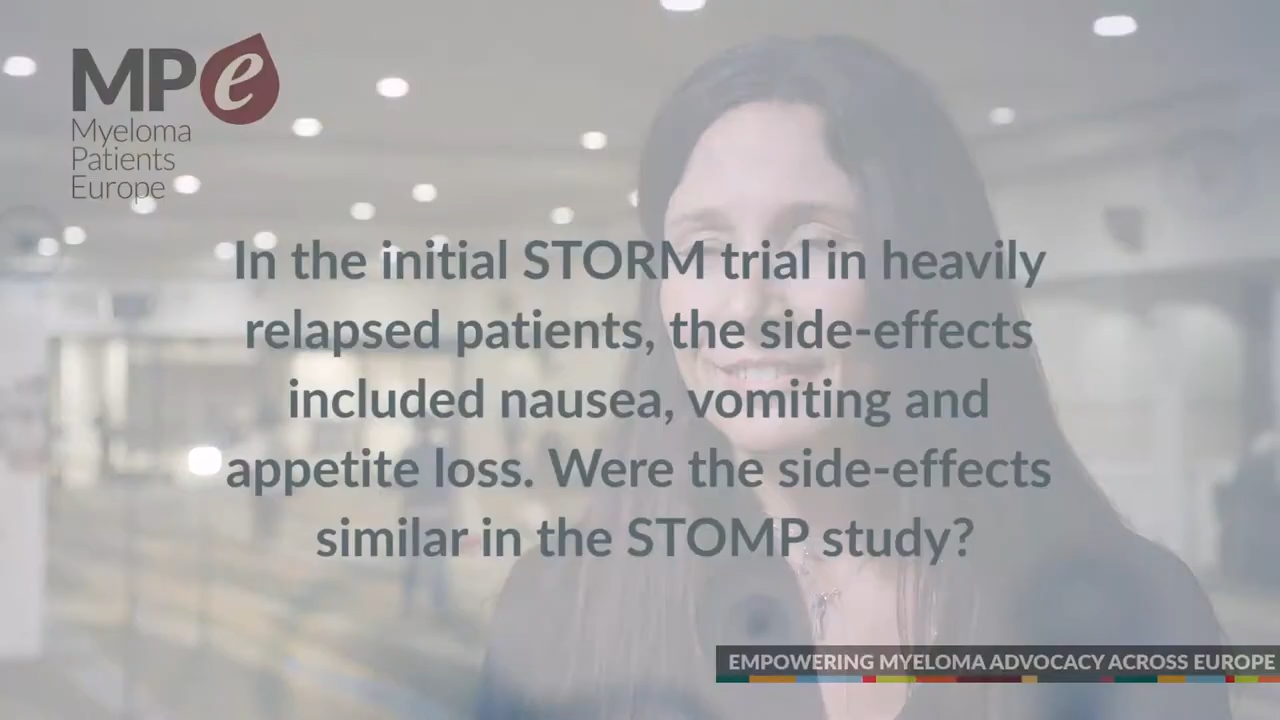 MPe
Myeloma
Patients
Europe
In the initial STORM trial in heavily
relapsed patients, the side-effects
included nausea, vomiting and
appetite loss. Were the side-effects
similar in the STOMP study?
EMPOWERING MYELOMA ADVOCACY ACROSS EUROPE